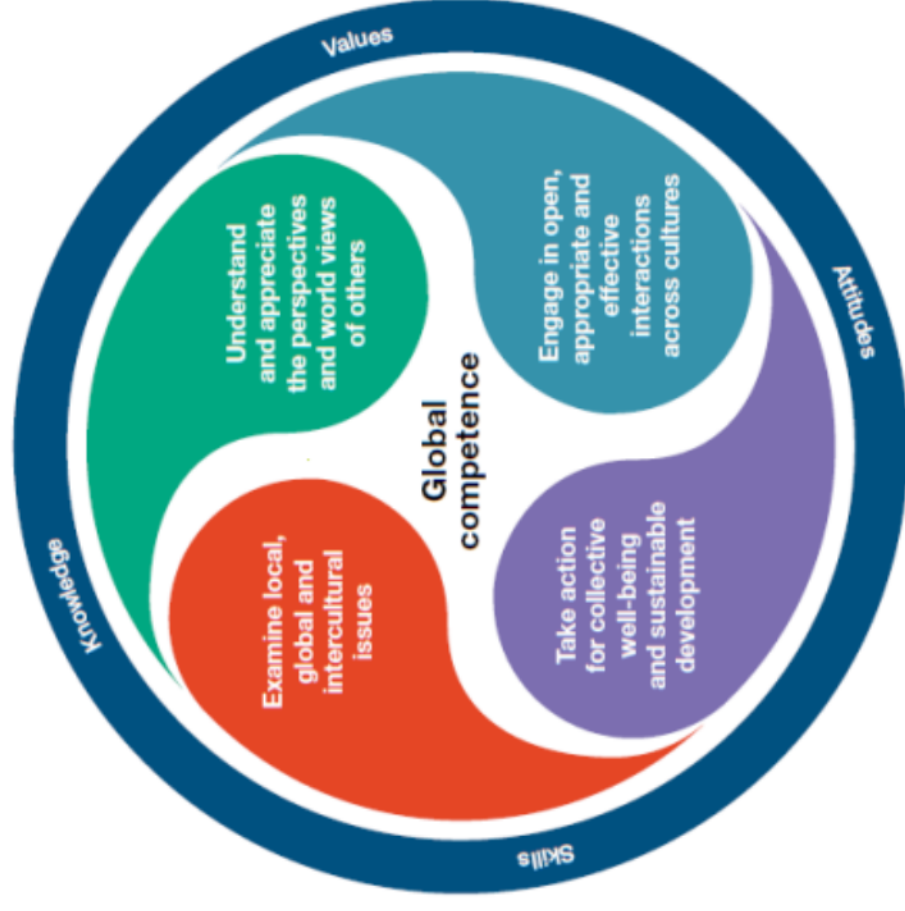 Knowledge
Values
Examine local,
global and
intercultural
issues
Understand
and appreciate
the perspectives
and world views
of others
Global
competence
Take action
for collective
well-being
and sustainable
development
Engage in open,
appropriate and
effective
interactions
across cultures
Skills
Attitudes